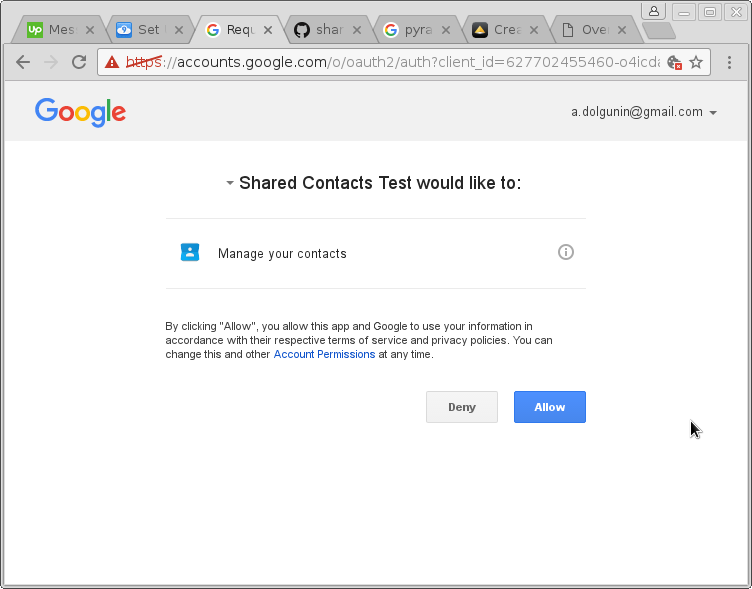 Mes
Set
Requ
shar
pyra
Crea
Over
https://accounts.google.com/o/oauth2/auth?client_id=627702455460-o4icda
Google
a.dolgunin@gmail.com
Shared Contacts Test would like to:
Manage your contacts
By clicking "Allow", you allow this app and Google to use your information in
accordance with their respective terms of service and privacy policies. You can
change this and other Account Permissions at any time.
Deny
Allow